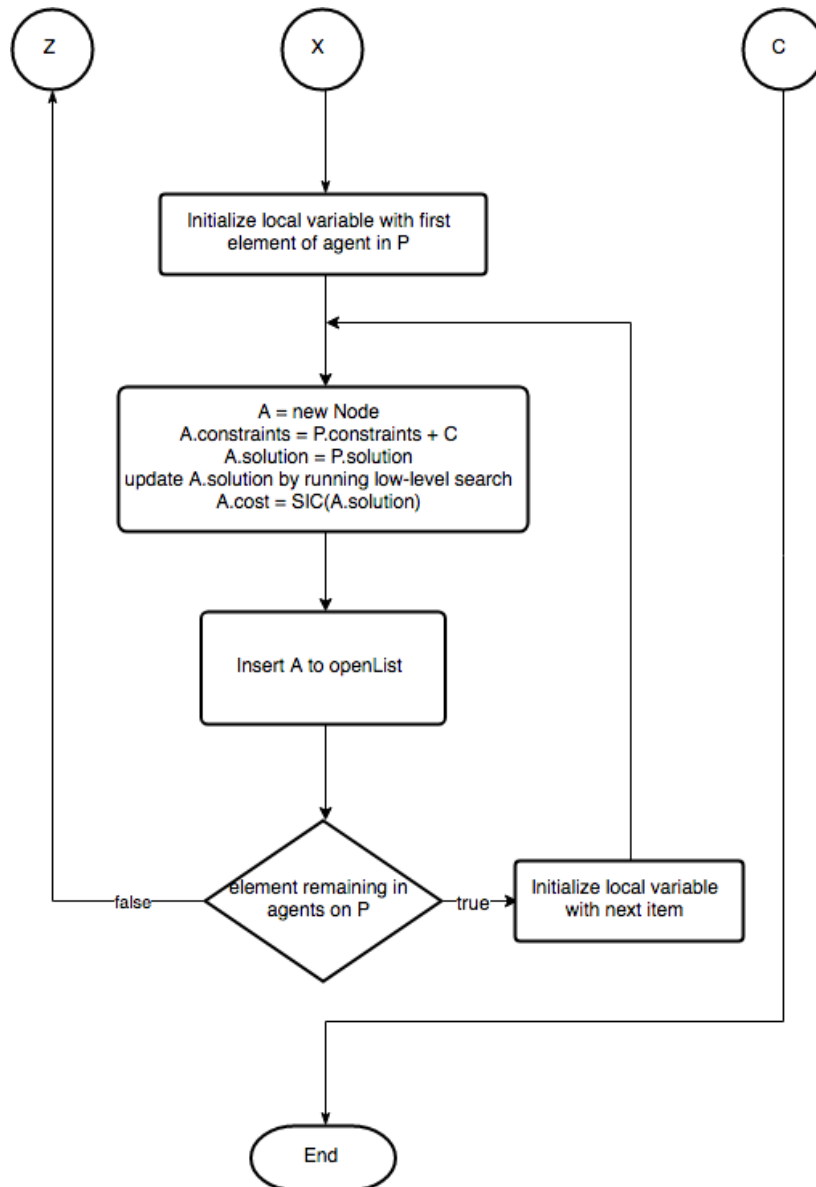 Z
X
C
Initialize local variable with first
element of agent in P
A = new Node
A.constraints = P.constraints + C
A.solution = P.solution
update A.solution by running low-level search
A.cost = SIC(A.solution)
Insert A to openList
element remaining in
agents on P
false
true
Initialize local variable
with next item
End